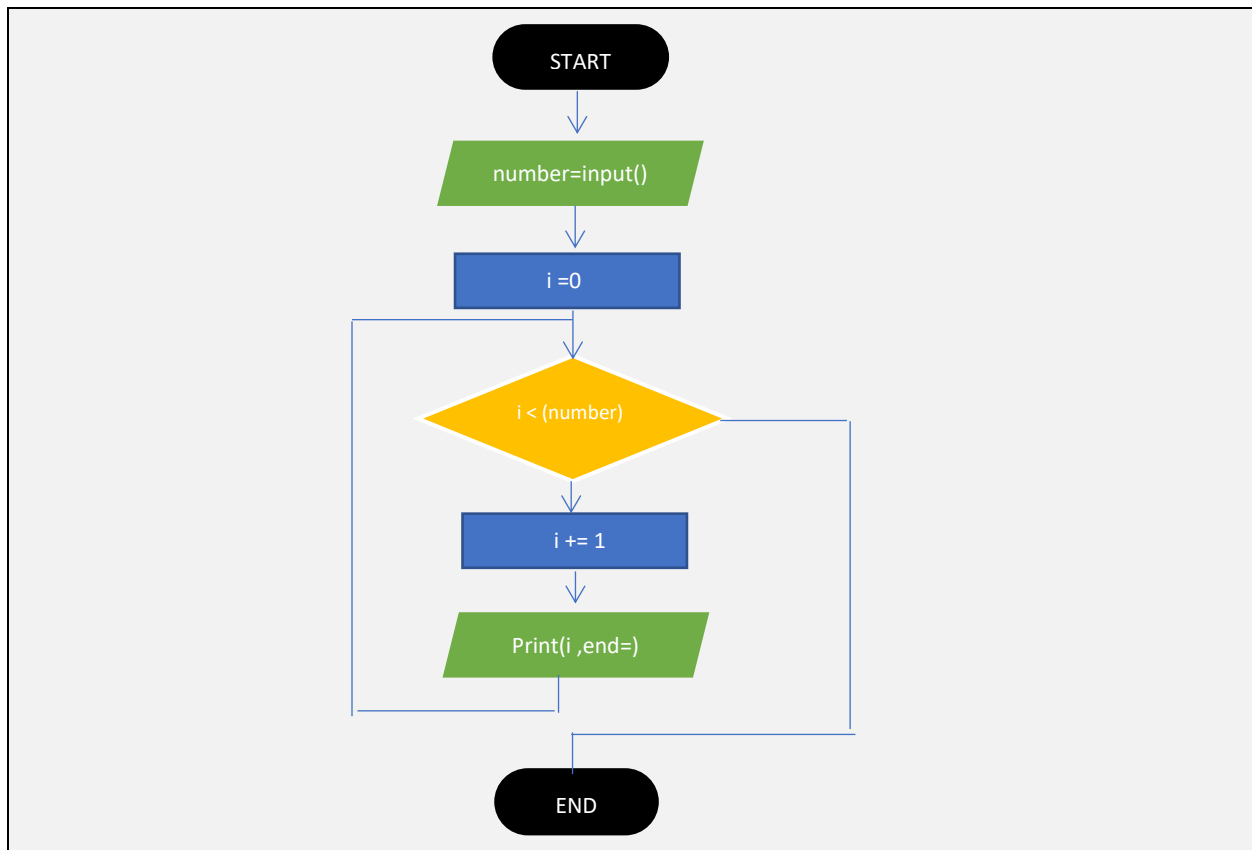 START
number=input()
i =0
i < (number)
i += 1
Print(i ,end=)
END